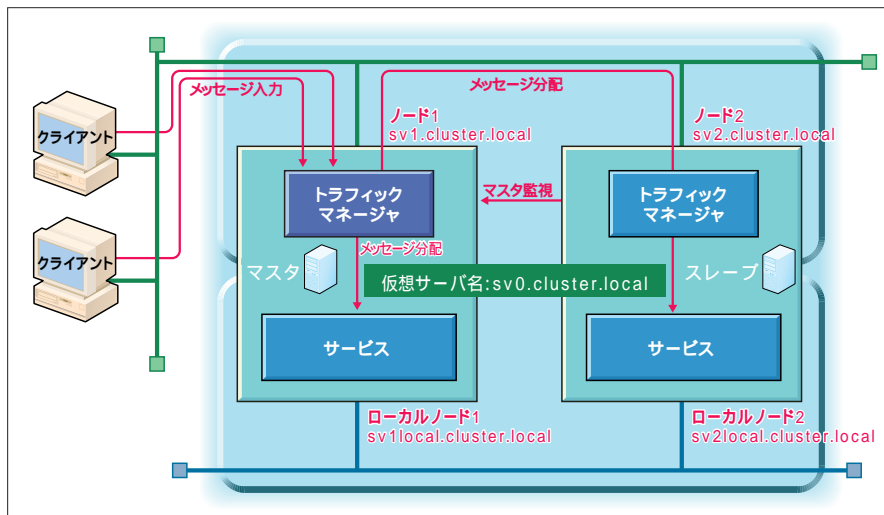 メッセージ入力
メッセージ分配
ノード1
sv1.cluster.local
ノード2
sv2.cluster.local
クライアント
クライアント
トラフィック
マネージャ
マスタ監視
トラフィック
マネージャ
メッセージ分配
マスタ
仮想サーバ名:sv0.cluster.local
スレーブ
サービス
サービス
ローカルノード1
sv1local.cluster.local
ローカルノード2
sv2local.cluster.local